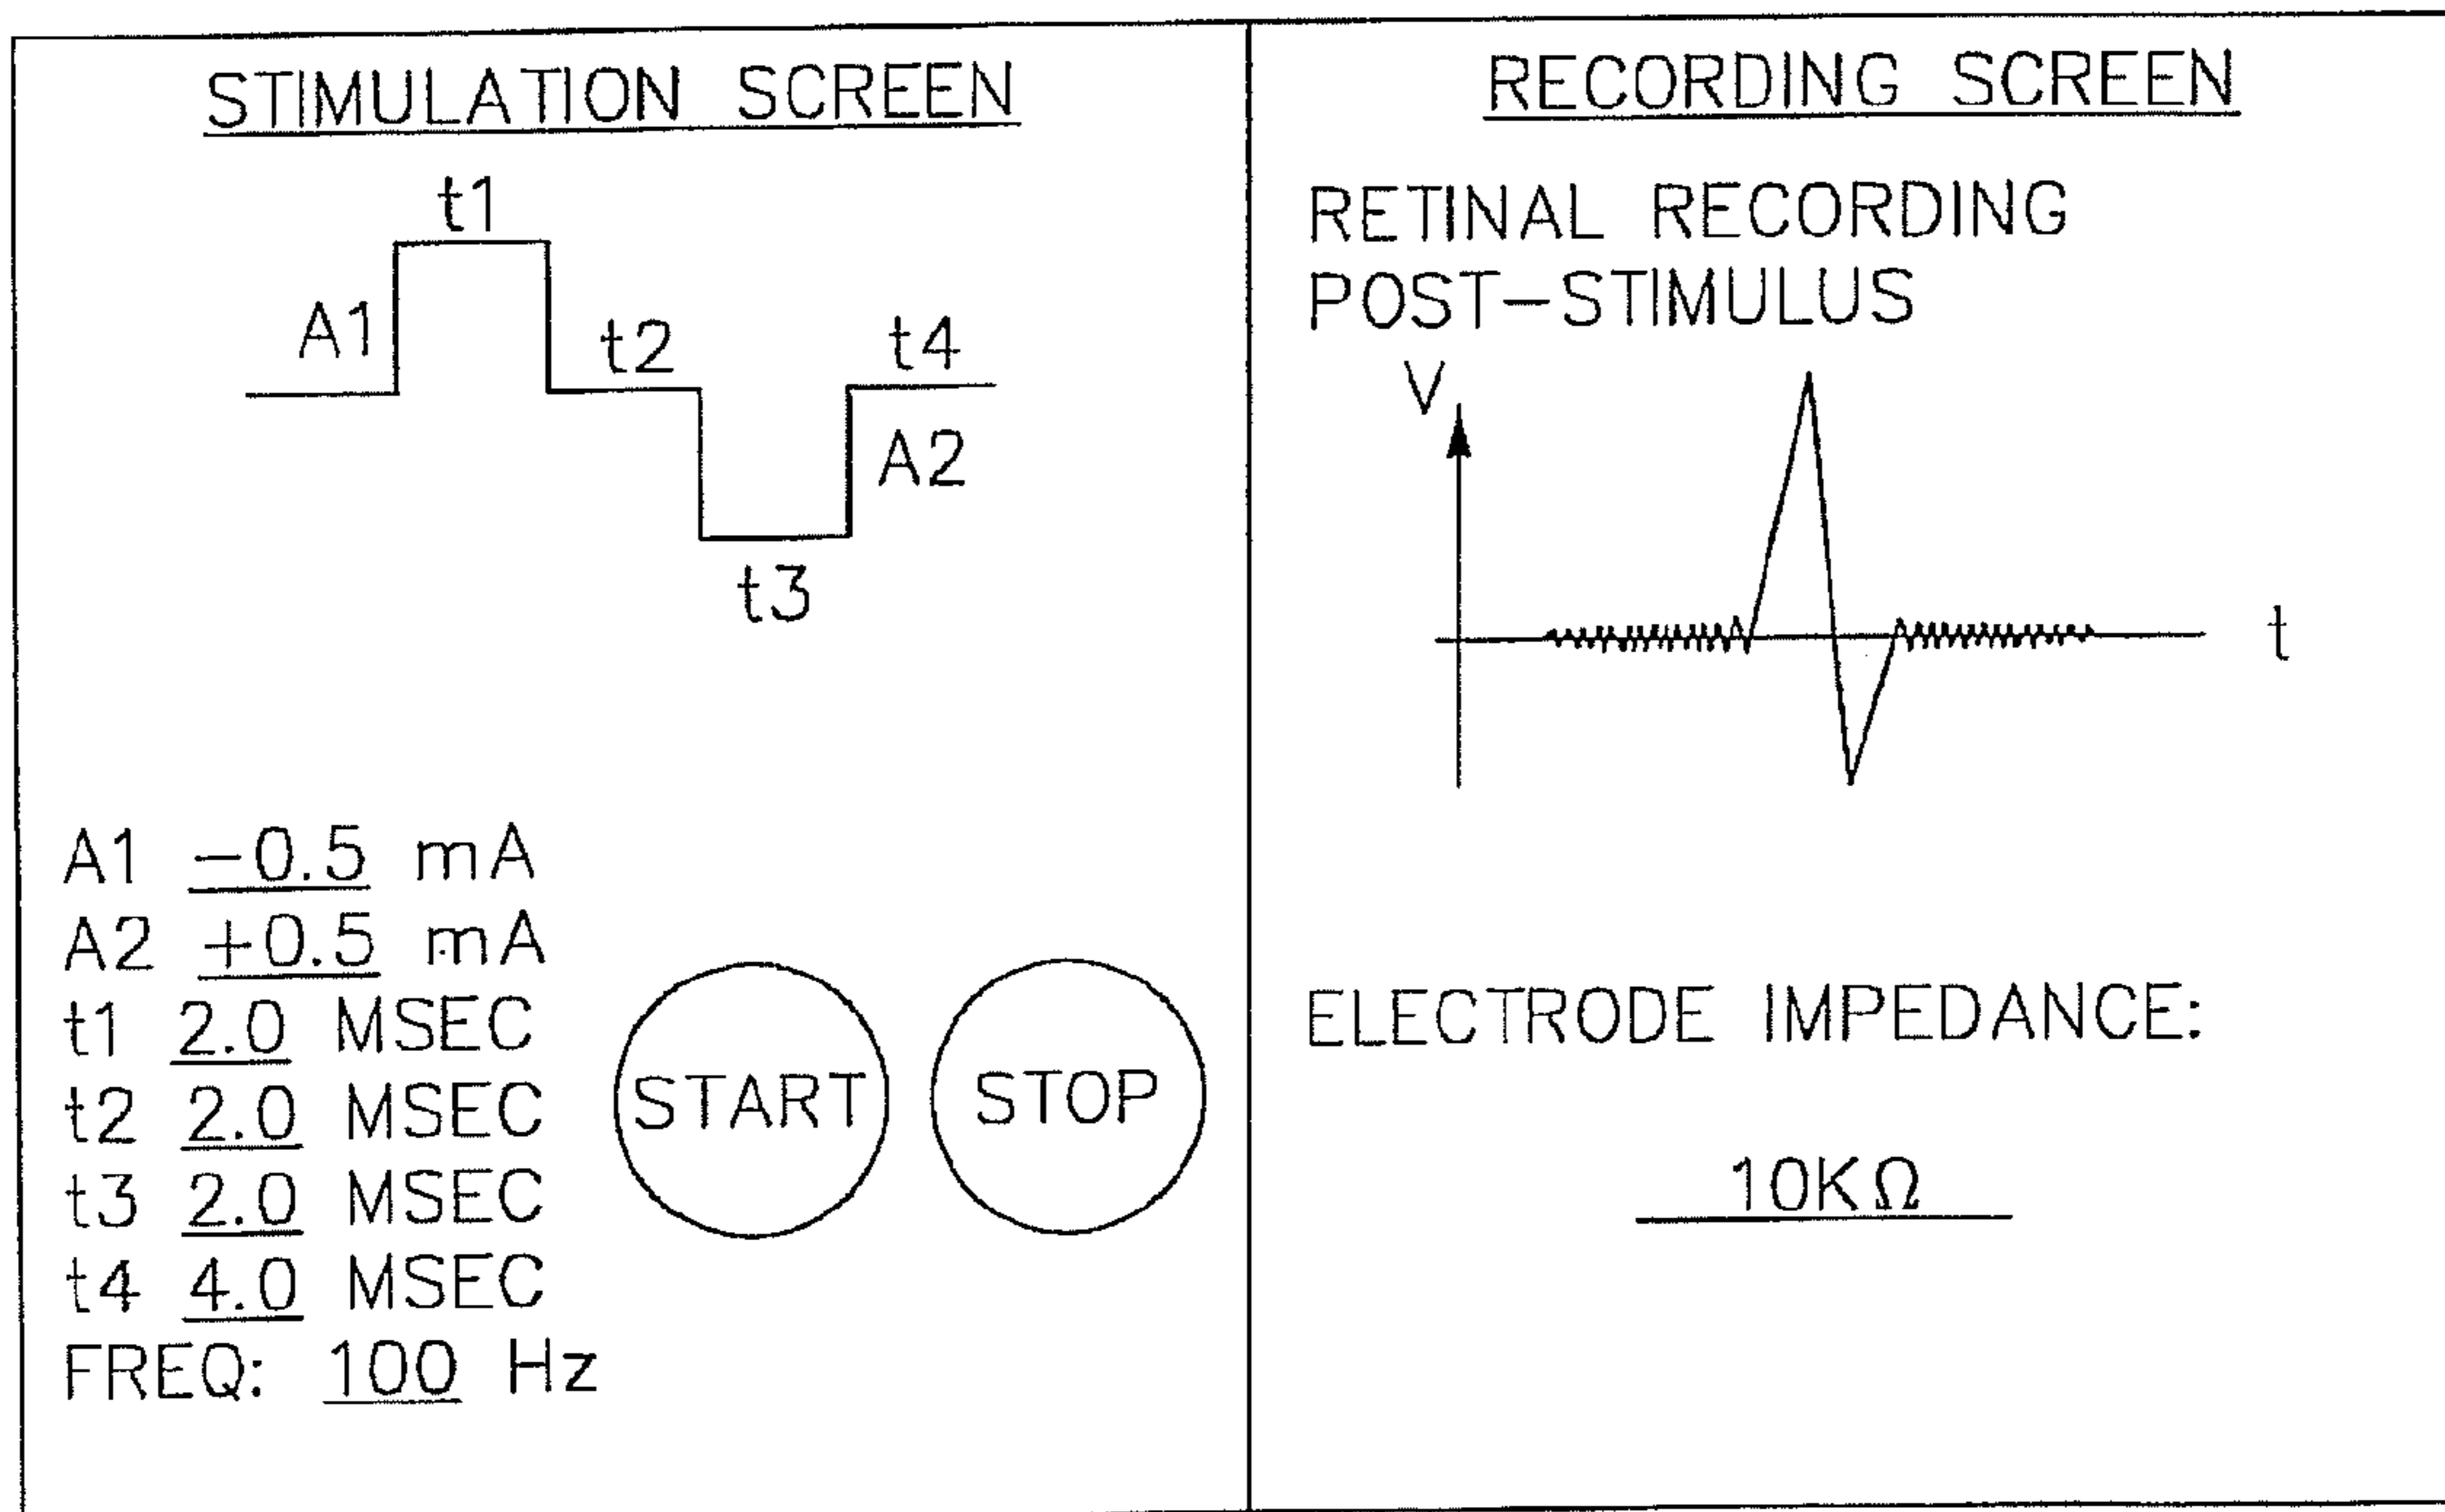 STIMULATION SCREEN
t1
A1
t2
t4
A2
t3
A1 −0.5 mA
A2 +0.5 mA
t1 2.0 MSEC
t2 2.0 MSEC
t3 2.0 MSEC
t4 4.0 MSEC
FREQ: 100 Hz
START
STOP
RECORDING SCREEN
RETINAL RECORDING
POST−STIMULUS
V
t
ELECTRODE IMPEDANCE:
10KΩ